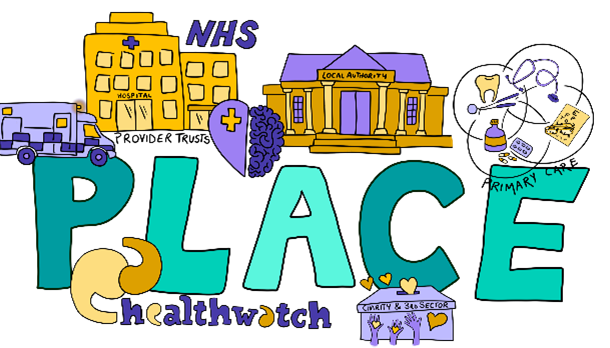 NHS
HOSPITAL
LOCAL AUTHORITY
PROVIDER TRUSTS
PRIMARY CARE
PLACE
healthwatch
CHARITY & 3RD SECTOR